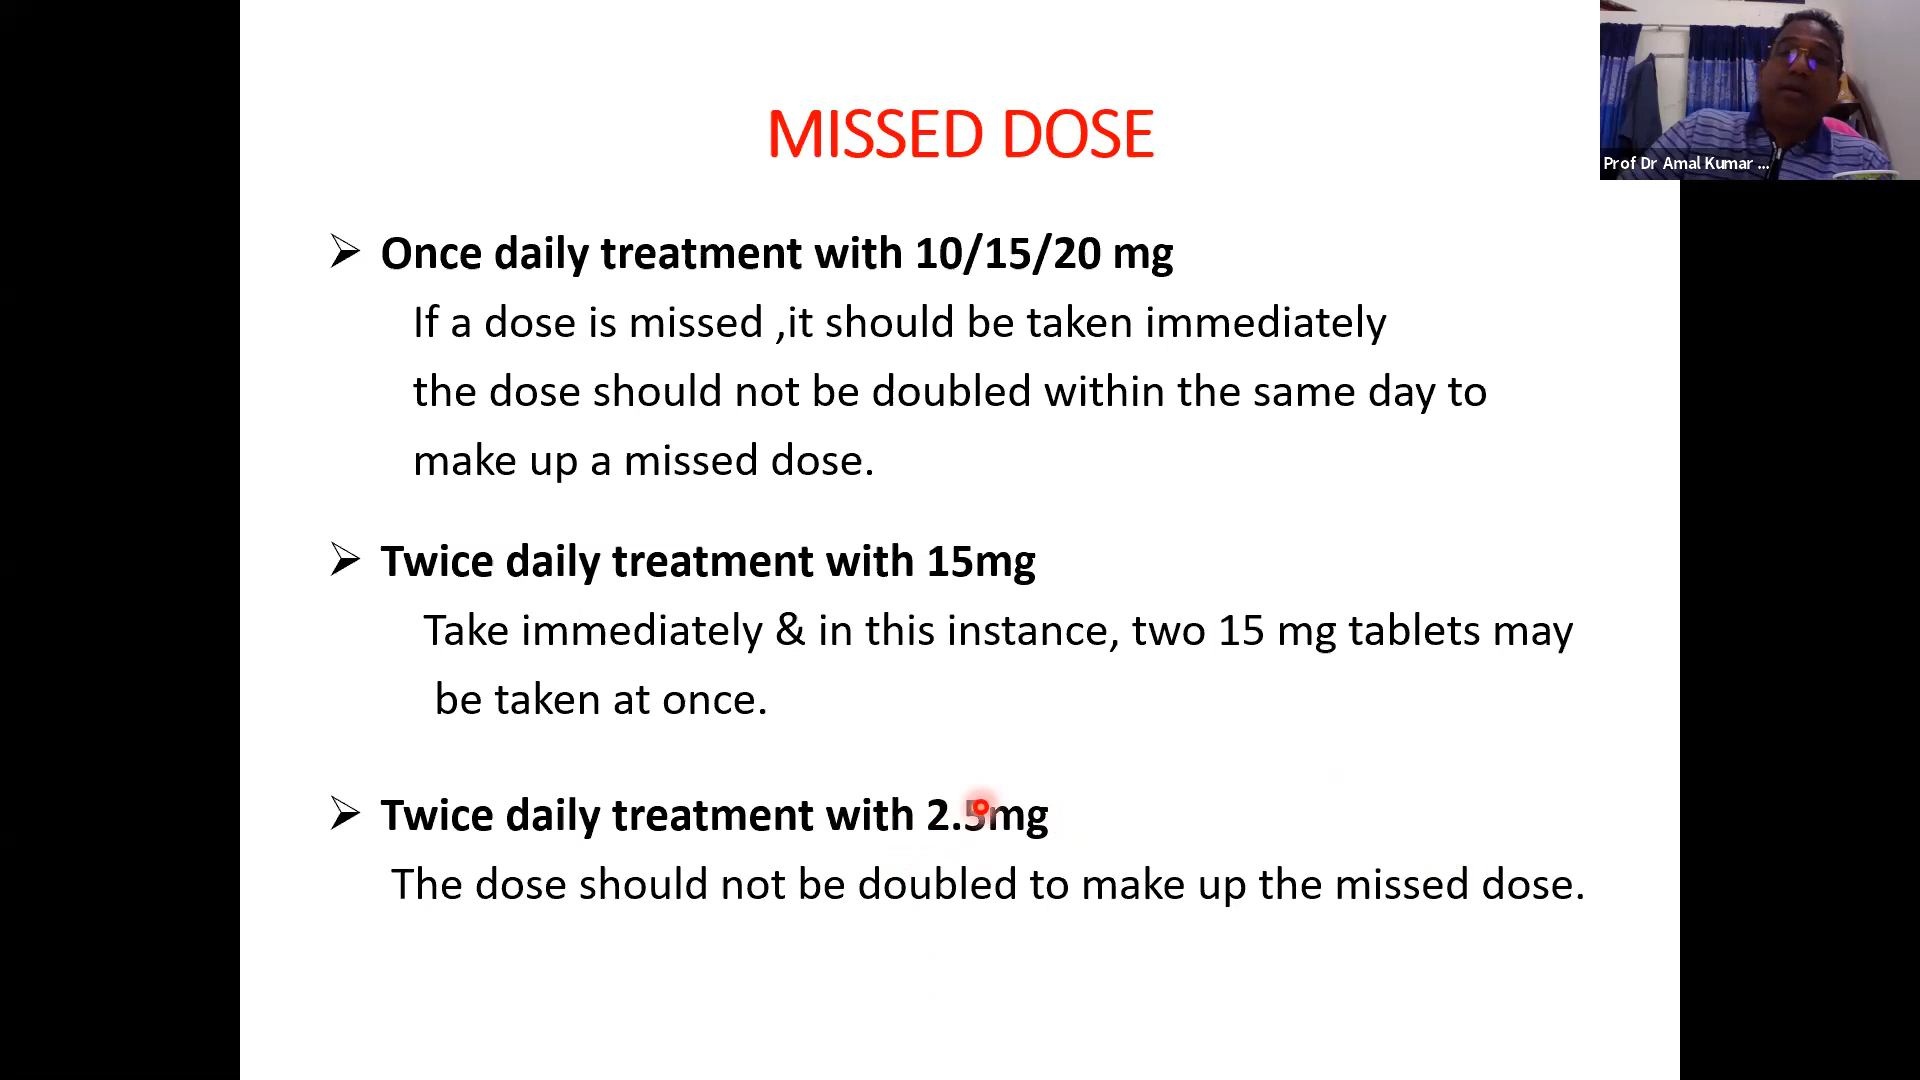 MISSED DOSE
Prof Dr Amal Kumar ...
Once daily treatment with 10/15/20 mg
If a dose is missed ,it should be taken immediately
the dose should not be doubled within the same day to
make up a missed dose.
Twice daily treatment with 15mg
Take immediately & in this instance, two 15 mg tablets may
be taken at once.
Twice daily treatment with 2.5mg
The dose should not be doubled to make up the missed dose.